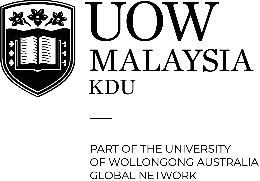 UOW
MALAYSIA
KDU
PART OF THE UNIVERSITY
OF WOLLONGONG AUSTRALIA
GLOBAL NETWORK